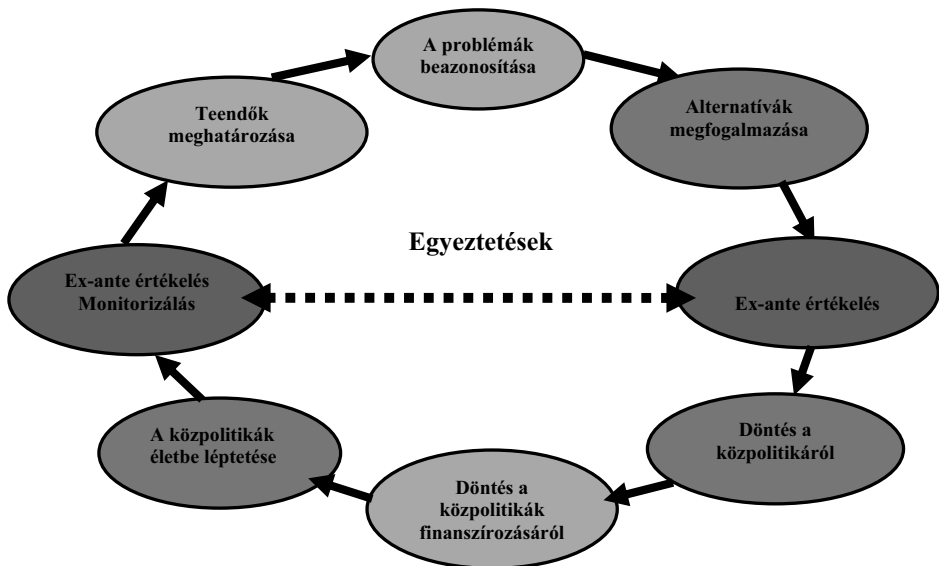 A problémák
beazonosítása
Alternatívák
megfogalmazása
Teendők
meghatározása
Egyeztetések
Ex-ante értékelés
Monitorizálás
Ex-ante értékelés
Döntés a
közpolitikáról
A közpolitikák
életbe léptetése
Döntés a
közpolitikák
finanszírozásáról